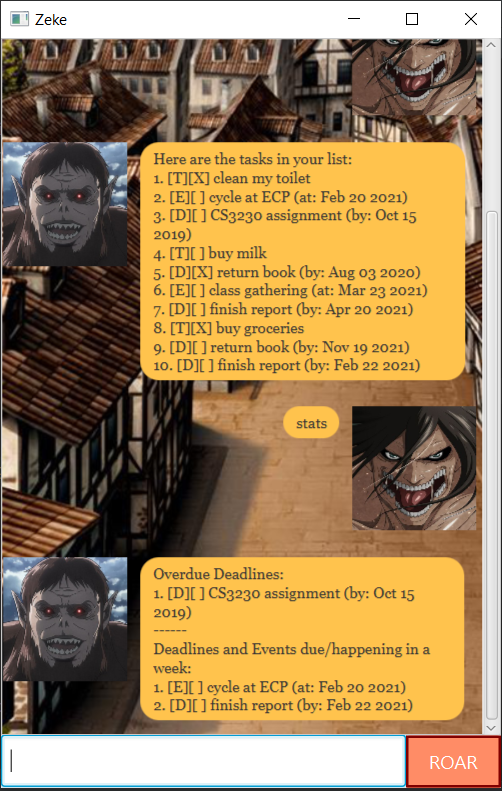 Zeke
Here are the tasks in your list:
1. [T][X] clean my toilet
2. [E][ ] cycle at ECP (at: Feb 20 2021)
3. [D][ ] CS3230 assignment (by: Oct 15
2019)
4. [T][ ] buy milk
5. [D][X] return book (by: Aug 03 2020)
6. [E][ ] class gathering (at: Mar 23 2021)
7. [D][ ] finish report (by: Apr 20 2021)
8. [T][X] buy groceries
9. [D][ ] return book (by: Nov 19 2021)
10. [D][ ] finish report (by: Feb 22 2021)
stats
Overdue Deadlines:
1. [D][ ] CS3230 assignment (by: Oct 15
2019)
------
Deadlines and Events due/happening in a
week:
1. [E][ ] cycle at ECP (at: Feb 20 2021)
2. [D][ ] finish report (by: Feb 22 2021)
ROAR